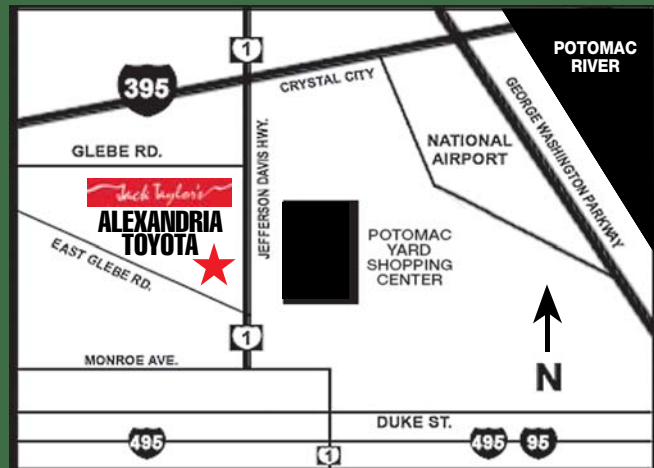 POTOMAC
RIVER
1
395
CRYSTAL CITY
GEORGE WASHINGTON PARKWAY
JEFFERSON DAVIS HWY.
GLEBE RD.
NATIONAL
AIRPORT
Jack Taylor's
ALEXANDRIA
TOYOTA
EAST GLEBE RD.
POTOMAC
YARD
SHOPPING
CENTER
1
MONROE AVE.
N
DUKE ST.
495
1
495
95